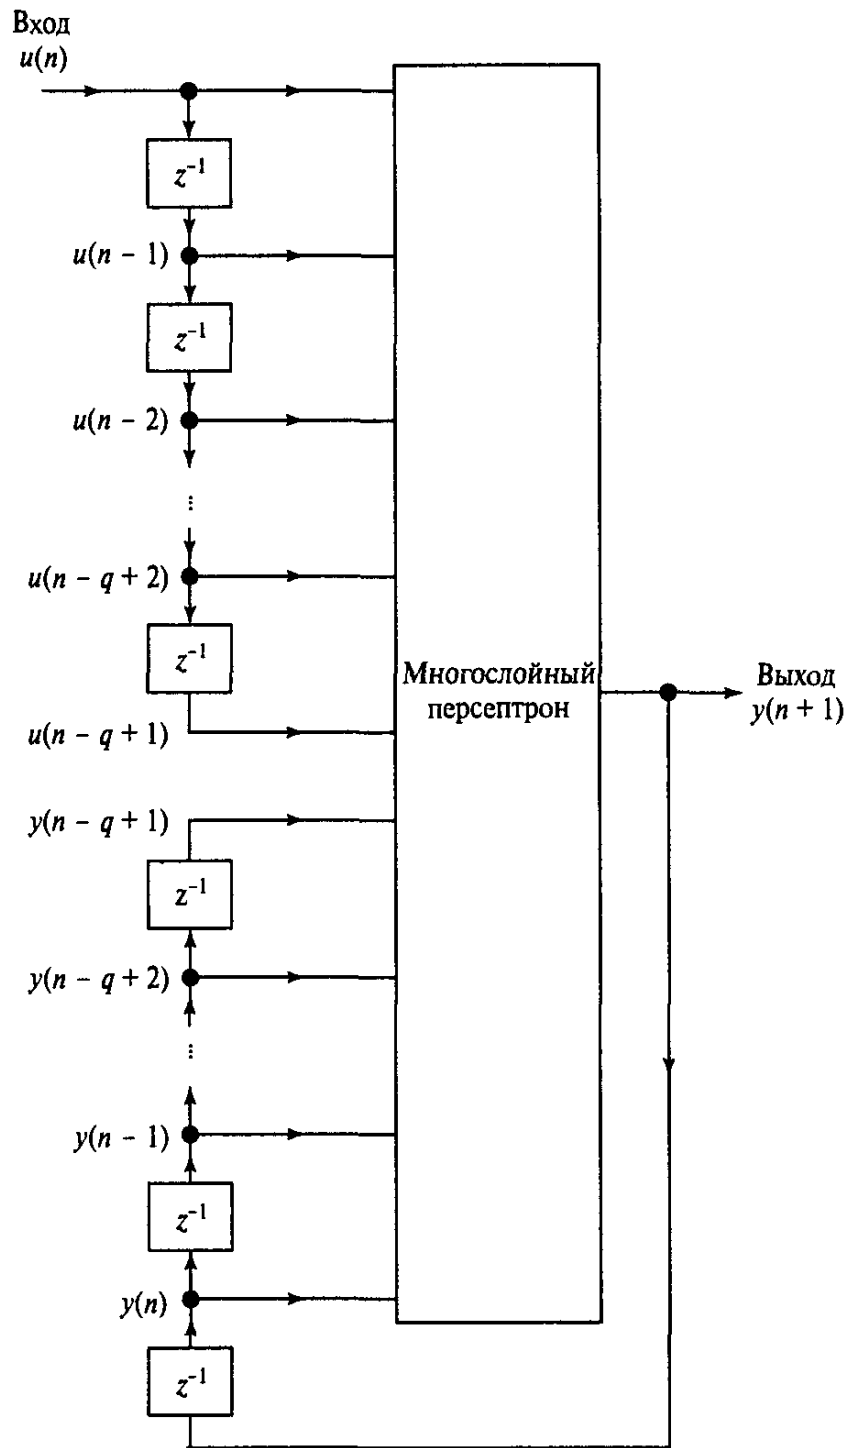 Вход
u(n)
z⁻¹
u(n − 1)
z⁻¹
u(n − 2)
...
u(n − q + 2)
z⁻¹
u(n − q + 1)
Многослойный
персептрон
Выход
y(n + 1)
y(n − q + 1)
z⁻¹
y(n − q + 2)
...
y(n − 1)
z⁻¹
y(n)
z⁻¹